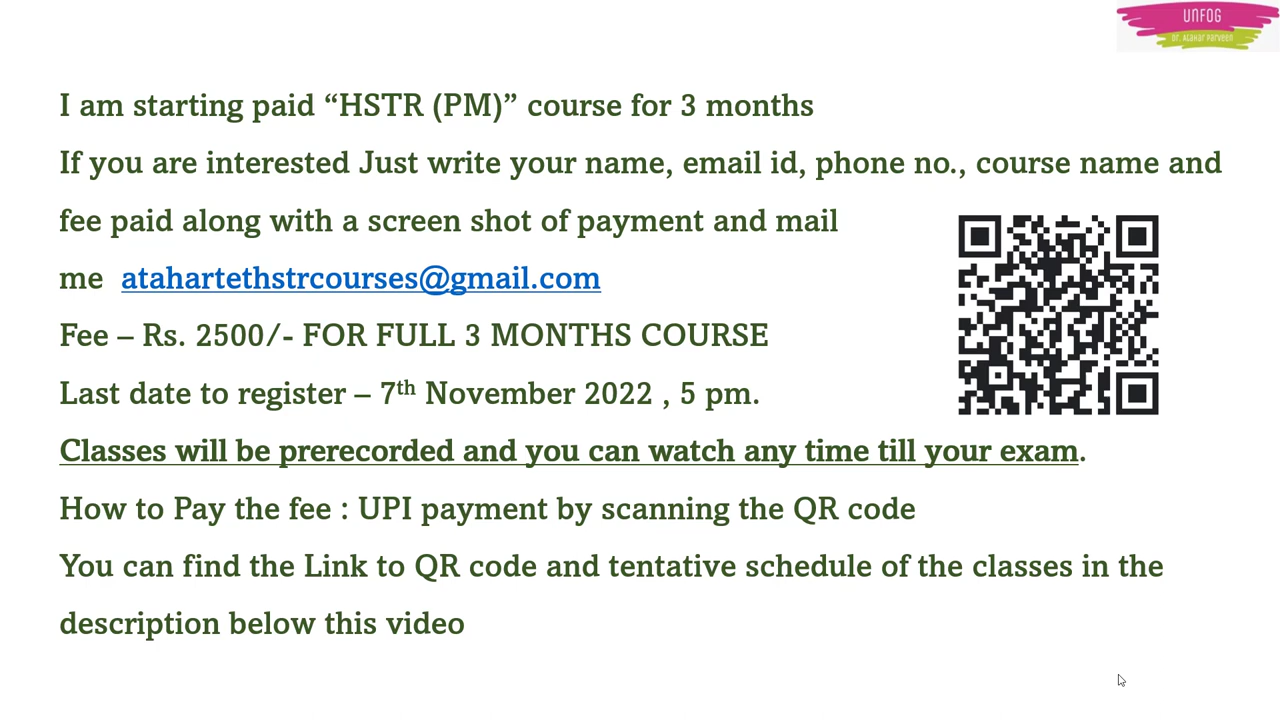 UNFOG
Dr. Atahar Parveen
I am starting paid “HSTR (PM)” course for 3 months
If you are interested Just write your name, email id, phone no., course name and
fee paid along with a screen shot of payment and mail
me atahartethstrcourses@gmail.com
Fee – Rs. 2500/- FOR FULL 3 MONTHS COURSE
Last date to register – 7th November 2022 , 5 pm.
Classes will be prerecorded and you can watch any time till your exam.
How to Pay the fee : UPI payment by scanning the QR code
You can find the Link to QR code and tentative schedule of the classes in the
description below this video